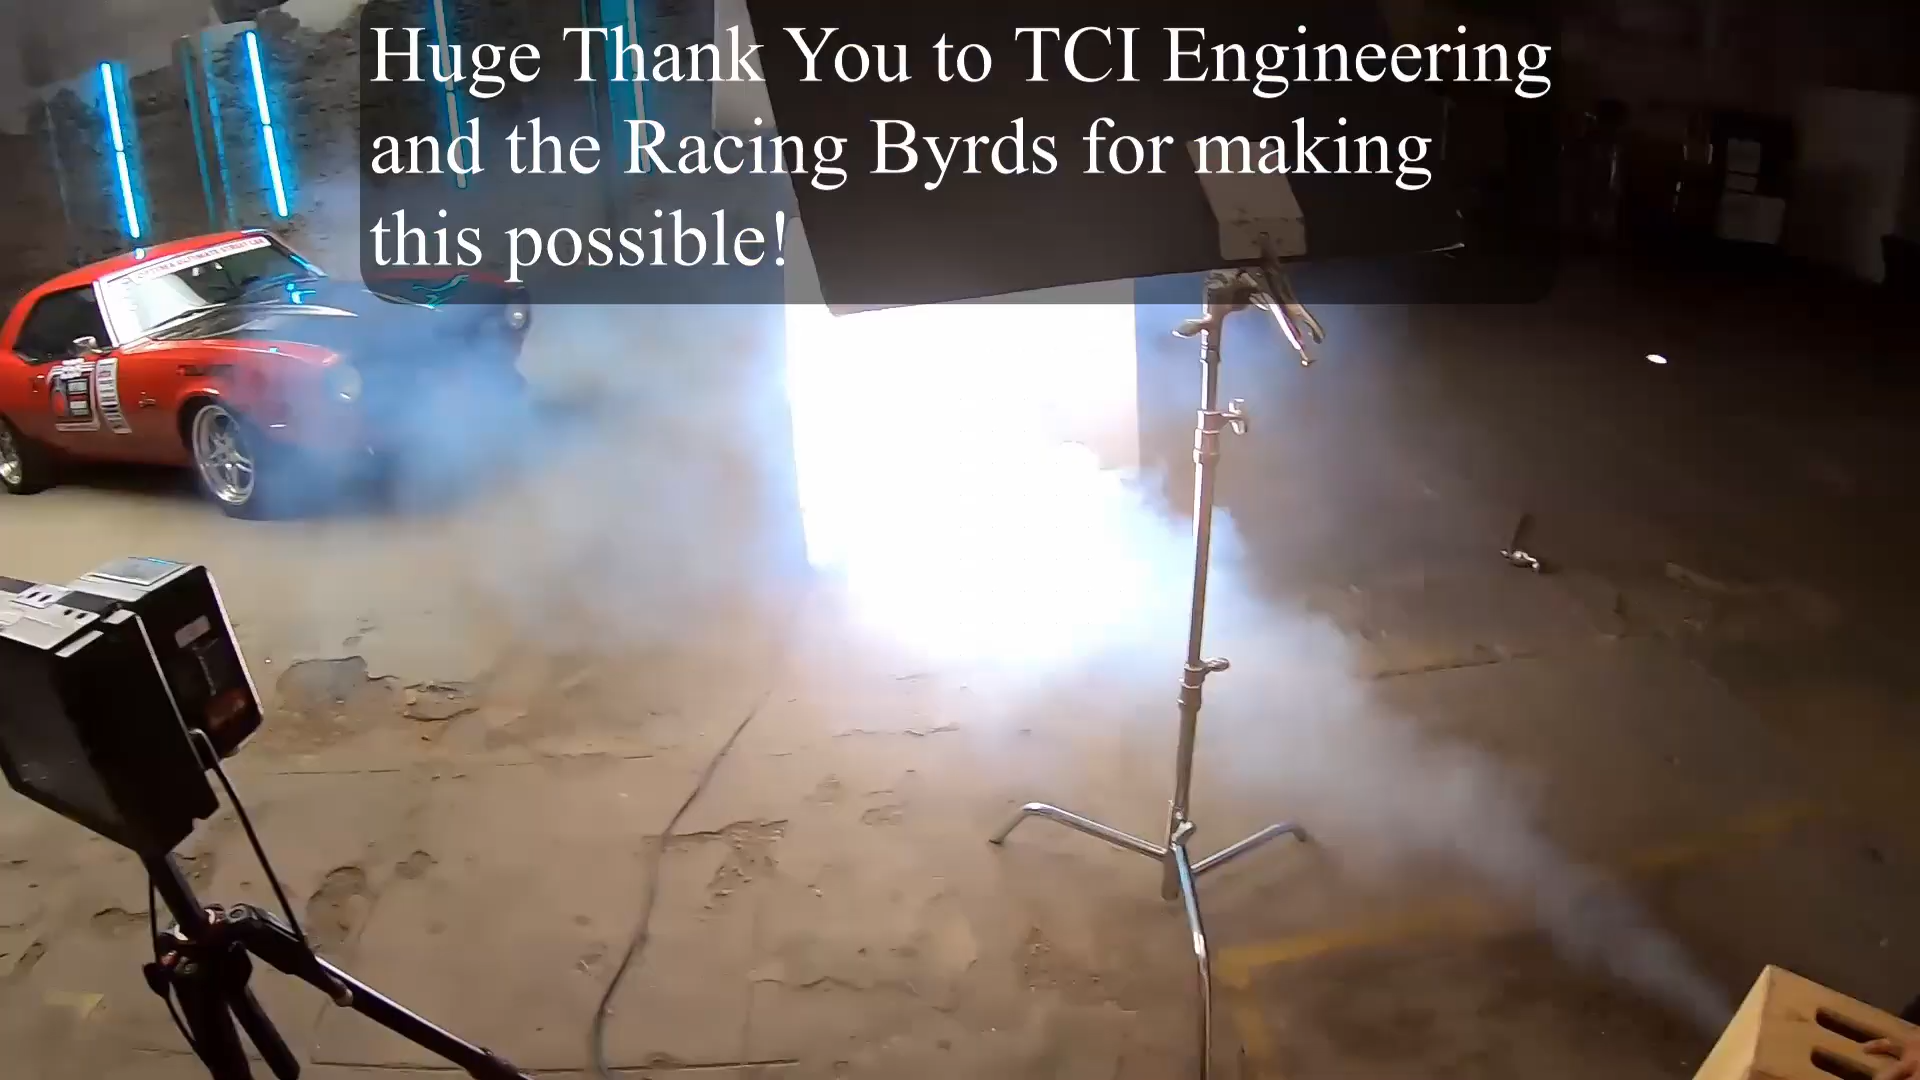 Huge Thank You to TCI Engineering
and the Racing Byrds for making
this possible!